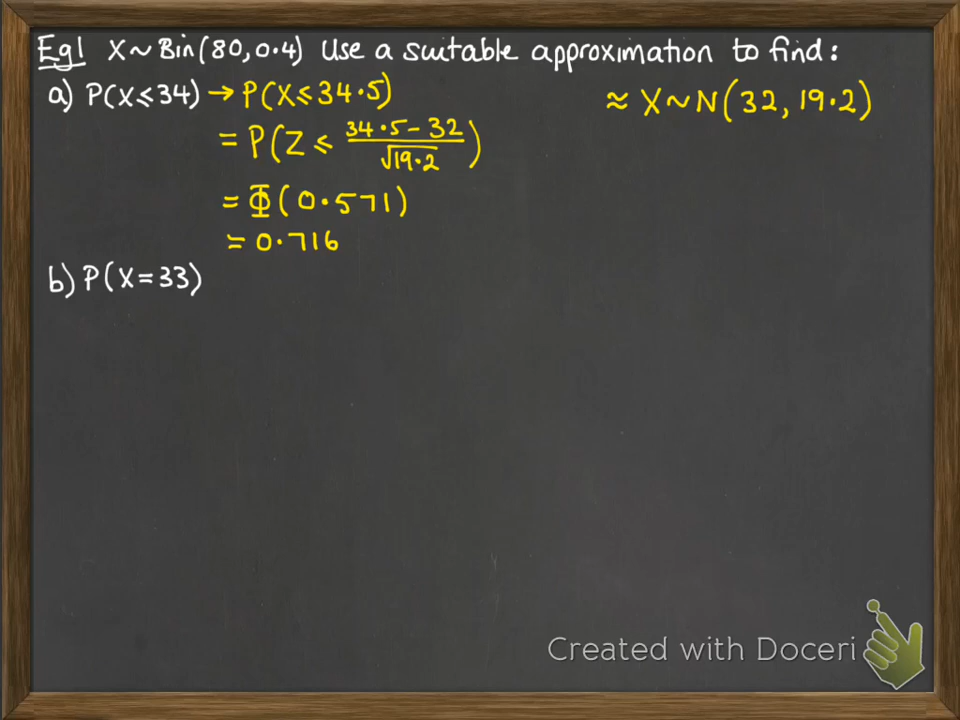 Eg1 X~Bin(80,0.4) Use a suitable approximation to find:
a) P(X≤34) → P(X≤34.5) ≈ X~N(32,19.2)
= P(Z ≤ (34.5-32)/√19.2)
= Φ(0.571)
= 0.716
b) P(X=33)
Created with Doceri